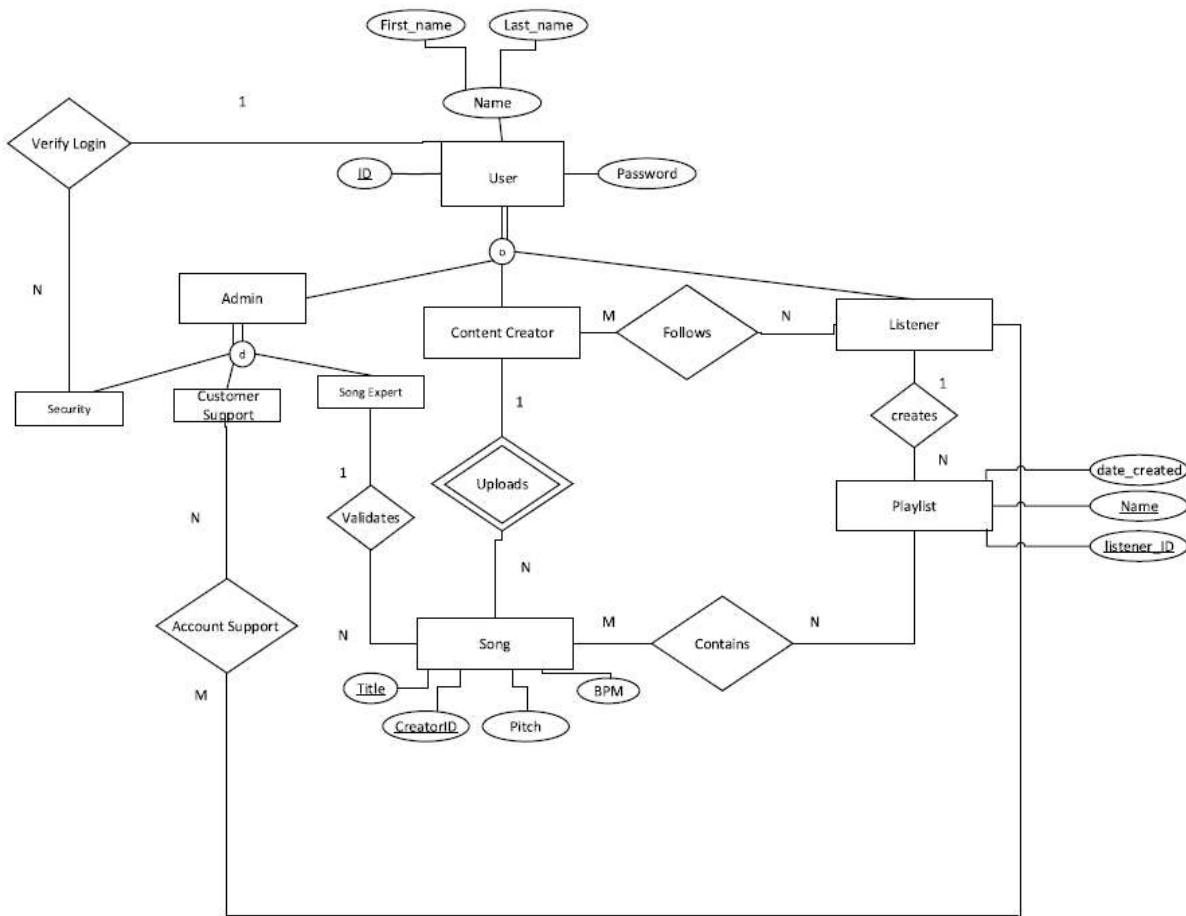 First_name
Last_name
1
Name
Verify Login
ID
User
Password
o
N
Admin
M
N
Content Creator
Follows
Listener
d
1
Security
Customer
Support
Song Expert
1
creates
N
date_created
1
Uploads
Playlist
Name
N
Validates
listener_ID
N
Account Support
N
Song
M
Contains
N
M
Title
BPM
CreatorID
Pitch